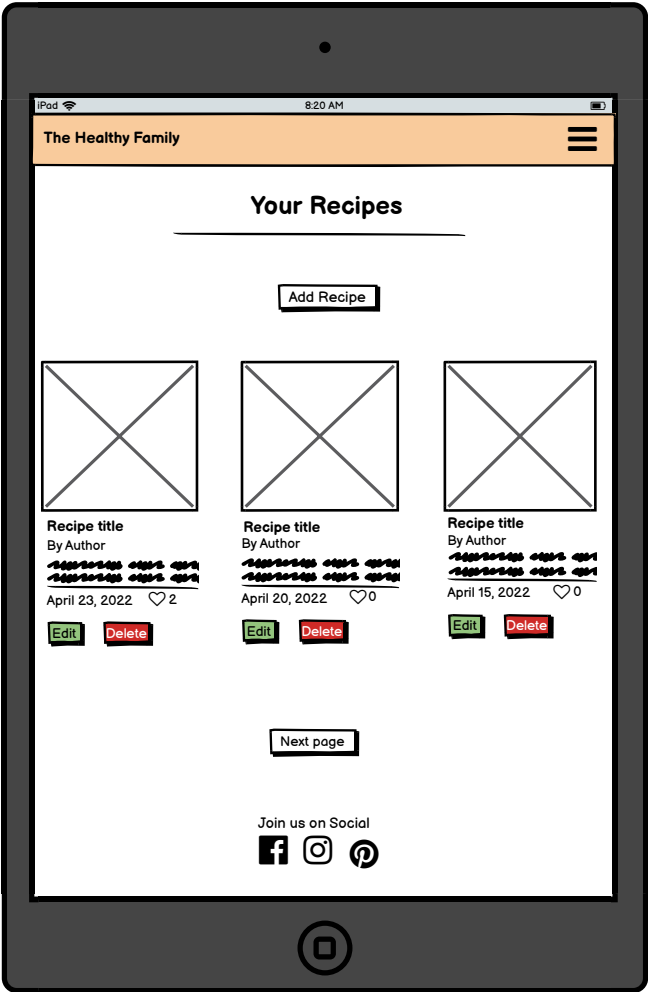 iPad 8:20 AM
The Healthy Family
Your Recipes
Add Recipe
Recipe title
By Author
April 23, 2022 2
Edit Delete
Recipe title
By Author
April 20, 2022 0
Edit Delete
Recipe title
By Author
April 15, 2022 0
Edit Delete
Next page
Join us on Social